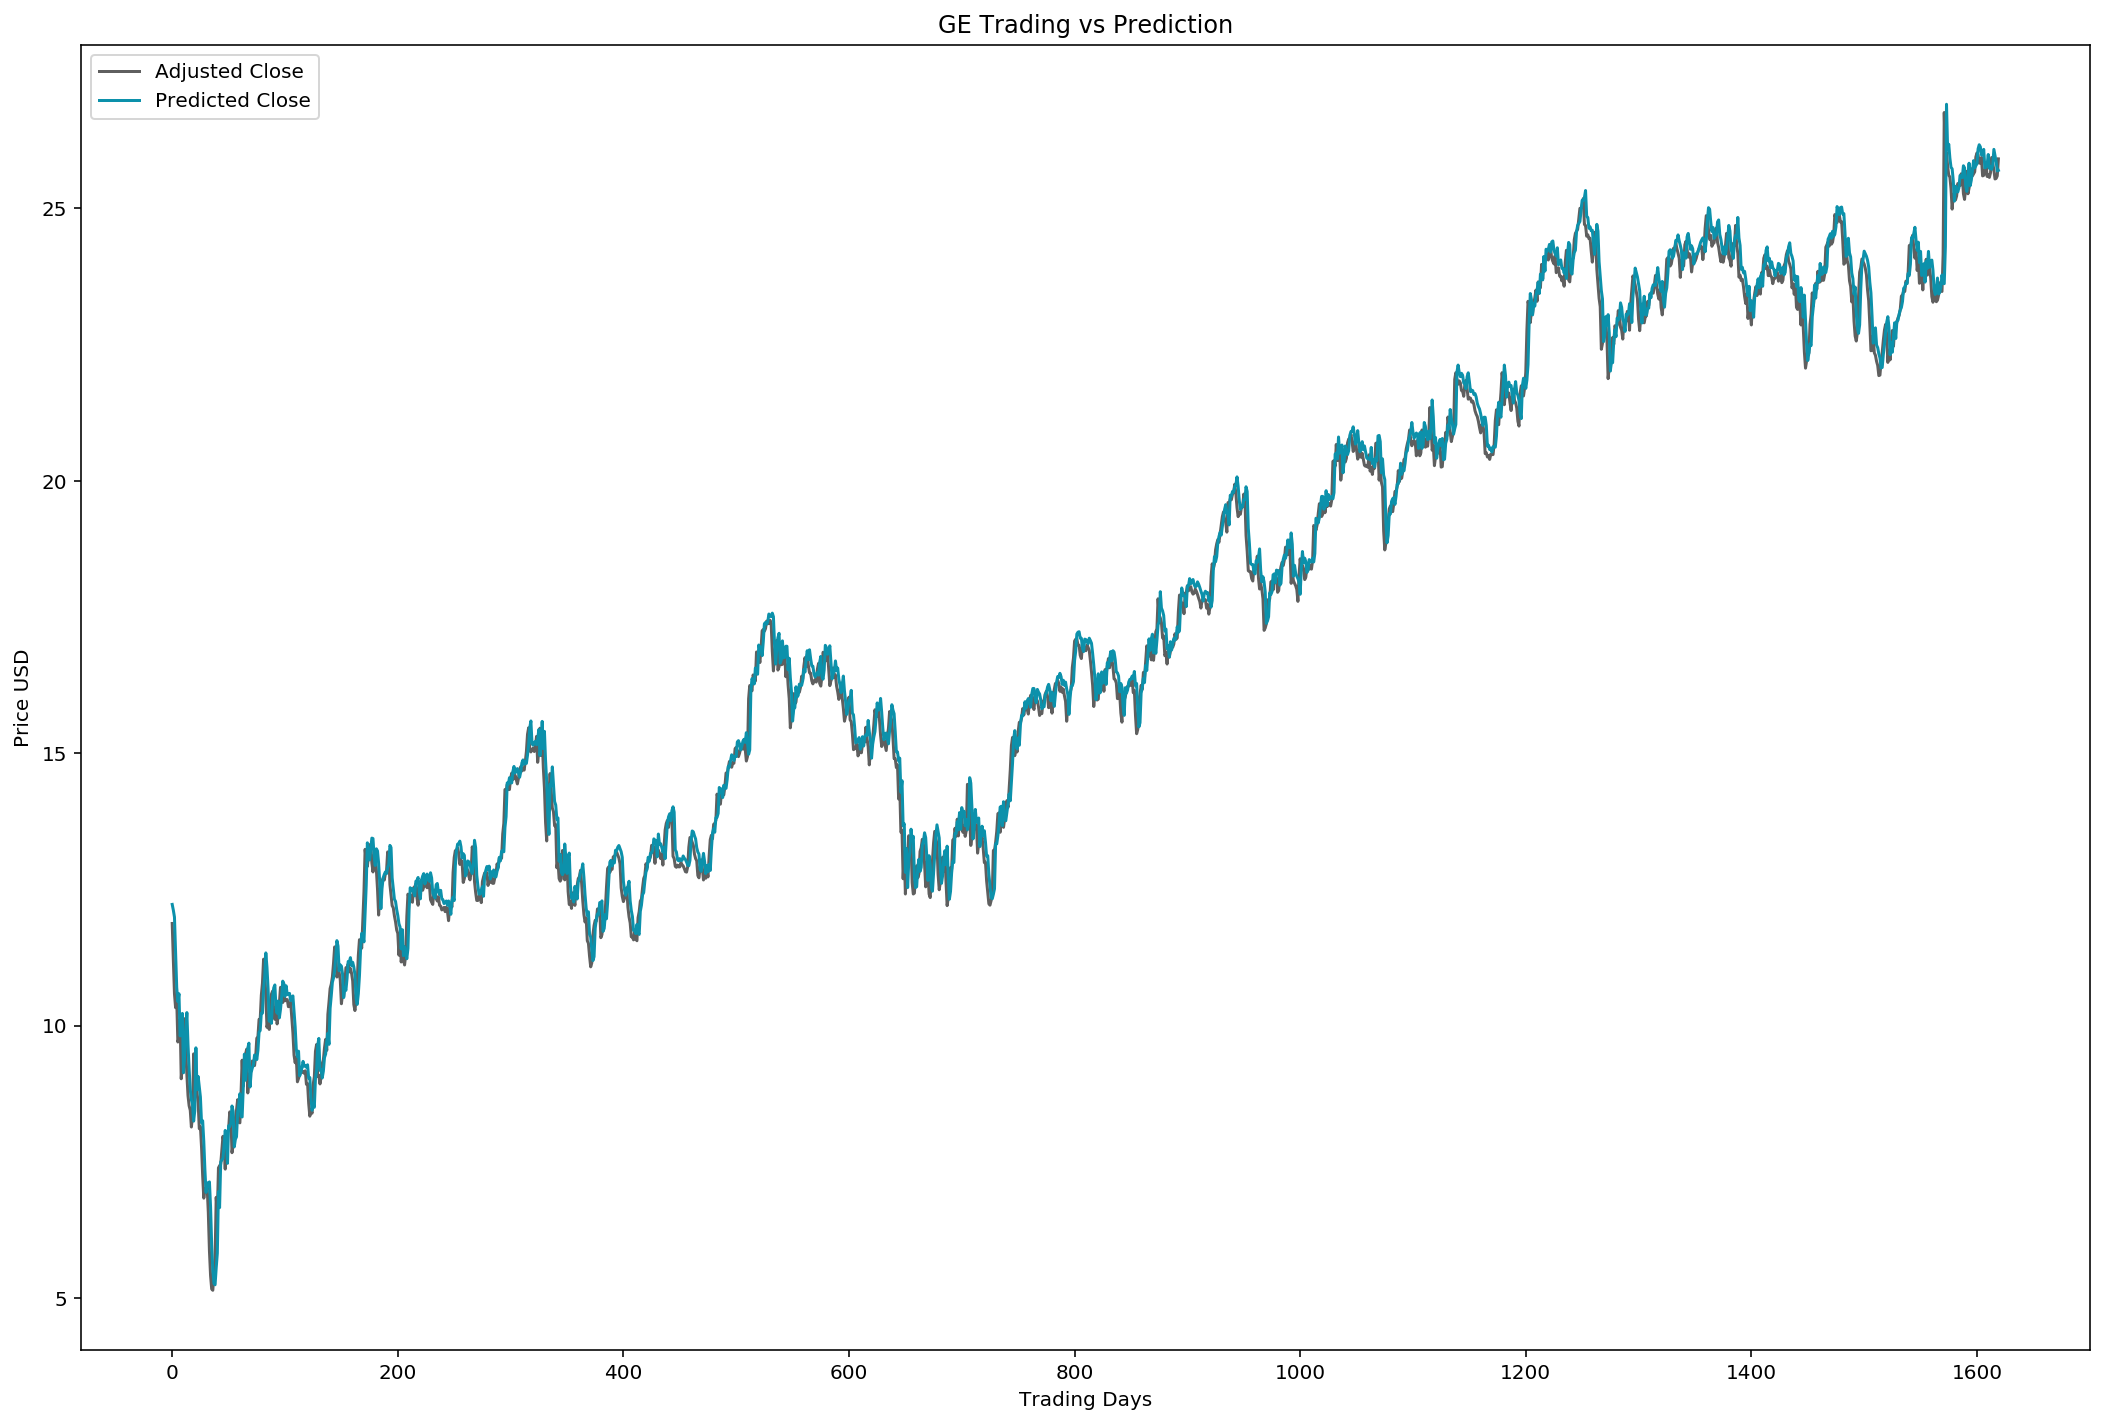 GE Trading vs Prediction
Adjusted Close
Predicted Close
25
20
15
10
5
Price USD
0 200 400 600 800 1000 1200 1400 1600
Trading Days